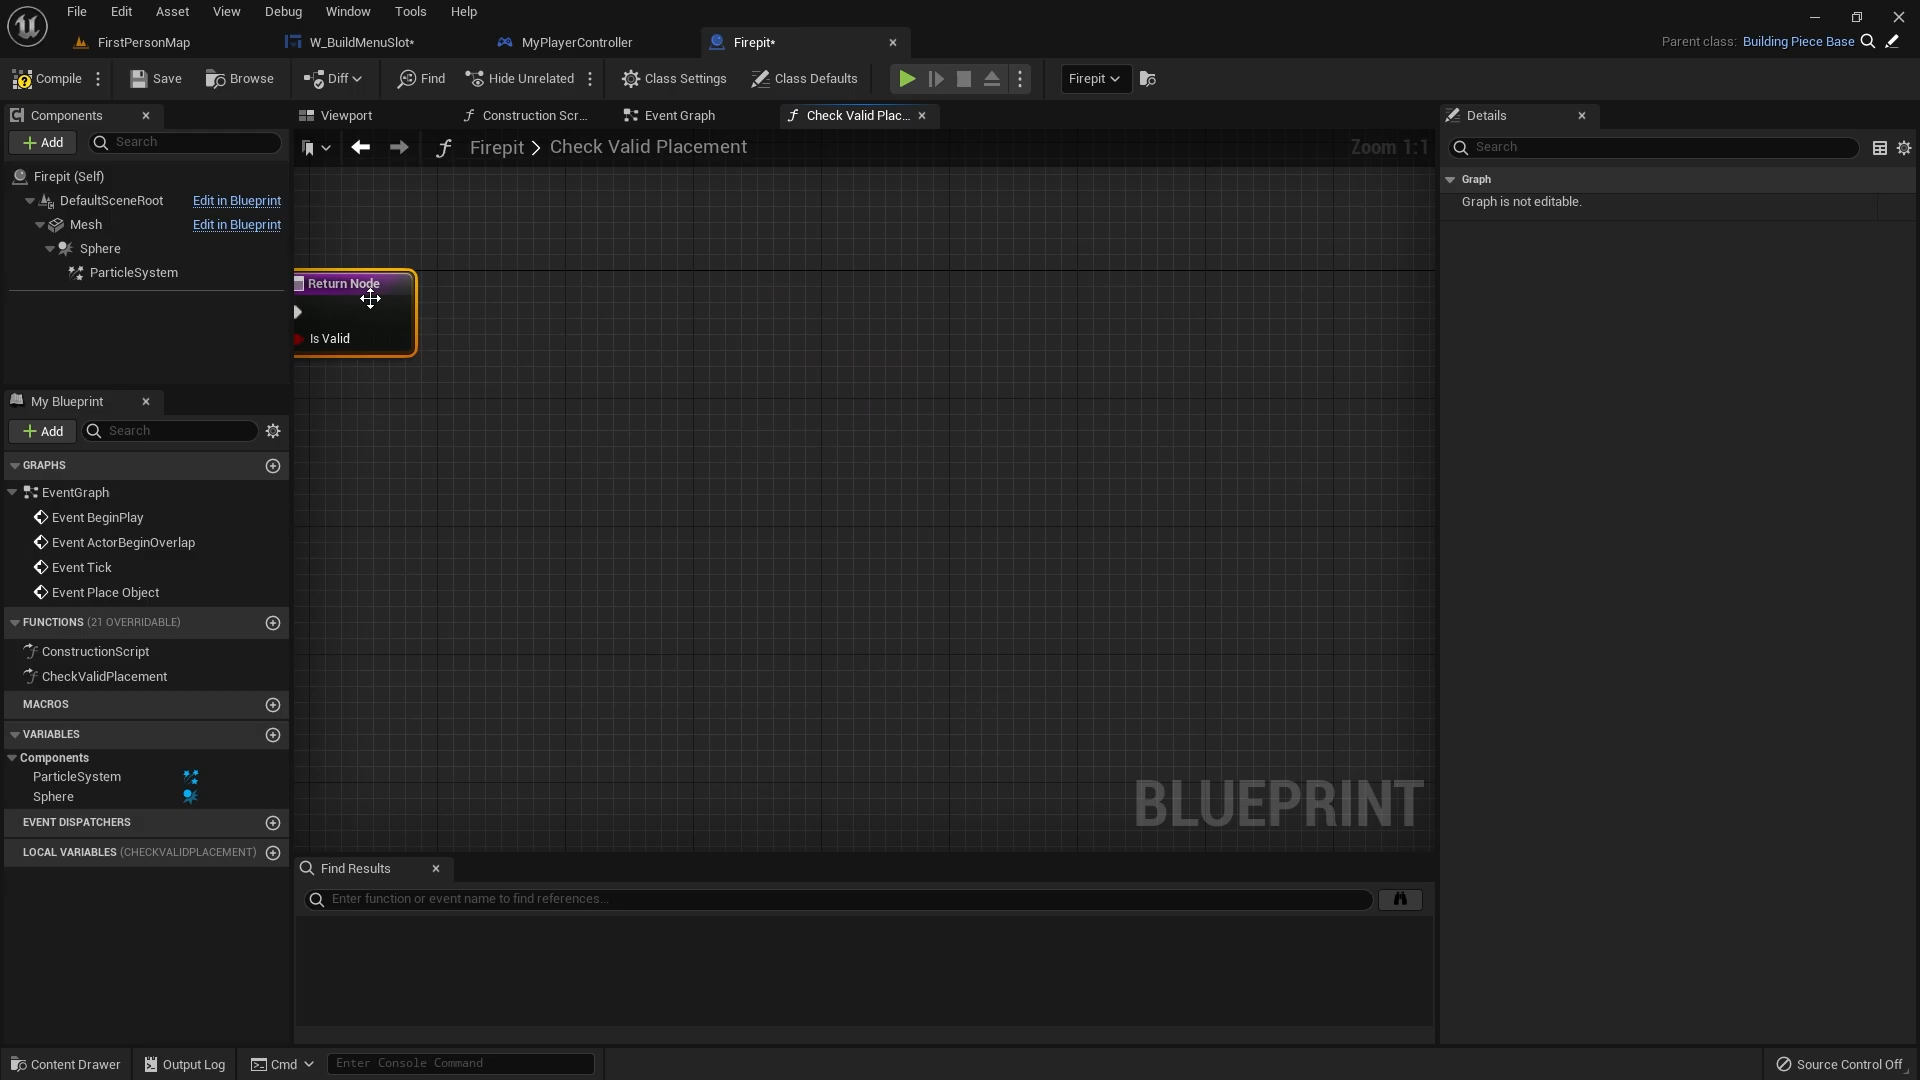 File Edit Asset View Debug Window Tools Help
FirstPersonMap W_BuildMenuSlot* MyPlayerController Firepit* Parent class: Building Piece Base
Compile Save Browse Diff Find Hide Unrelated Class Settings Class Defaults Firepit
Components
Viewport Construction Scr... Event Graph Check Valid Plac...
Details
Add Search
Firepit > Check Valid Placement Zoom 1:1
Search
Firepit (Self)
DefaultSceneRoot Edit in Blueprint
Mesh Edit in Blueprint
Sphere
ParticleSystem
Graph
Graph is not editable.
Return Node
Is Valid
My Blueprint
Add Search
GRAPHS
EventGraph
Event BeginPlay
Event ActorBeginOverlap
Event Tick
Event Place Object
FUNCTIONS (21 OVERRIDABLE)
ConstructionScript
CheckValidPlacement
MACROS
VARIABLES
Components
ParticleSystem
Sphere
EVENT DISPATCHERS
LOCAL VARIABLES (CHECKVALIDPLACEMENT)
BLUEPRINT
Find Results
Enter function or event name to find references...
Content Drawer Output Log Cmd Enter Console Command Source Control Off